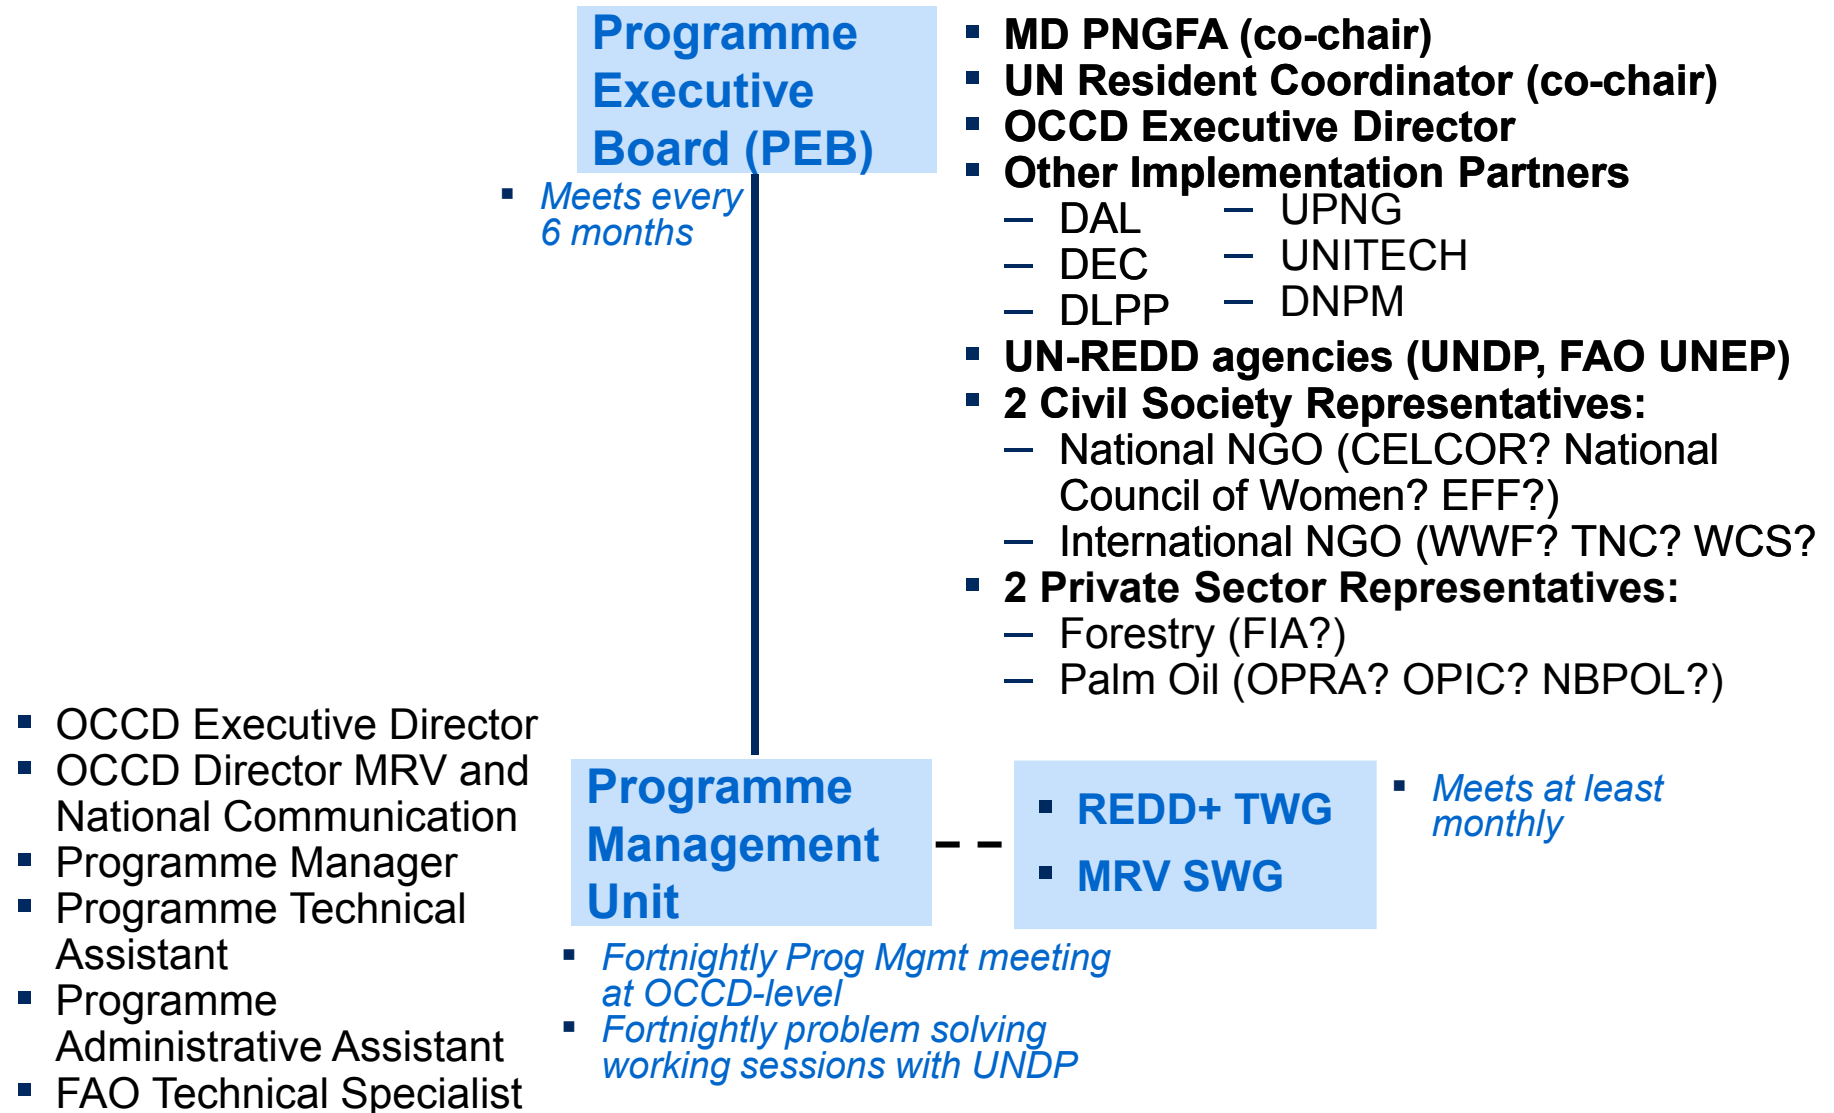 Programme
Executive
Board (PEB)
▪ Meets every
6 months
▪ MD PNGFA (co-chair)
▪ UN Resident Coordinator (co-chair)
▪ OCCD Executive Director
▪ Other Implementation Partners
– DAL
– DEC
– DLPP
– UPNG
– UNITECH
– DNPM
▪ UN-REDD agencies (UNDP, FAO UNEP)
▪ 2 Civil Society Representatives:
– National NGO (CELCOR? National
Council of Women? EFF?)
– International NGO (WWF? TNC? WCS?
▪ 2 Private Sector Representatives:
– Forestry (FIA?)
– Palm Oil (OPRA? OPIC? NBPOL?)
▪ OCCD Executive Director
▪ OCCD Director MRV and
National Communication
▪ Programme Manager
▪ Programme Technical
Assistant
▪ Programme
Administrative Assistant
▪ FAO Technical Specialist
Programme
Management
Unit
▪ Fortnightly Prog Mgmt meeting
at OCCD-level
▪ Fortnightly problem solving
working sessions with UNDP
▪ REDD+ TWG
▪ MRV SWG
▪ Meets at least
monthly